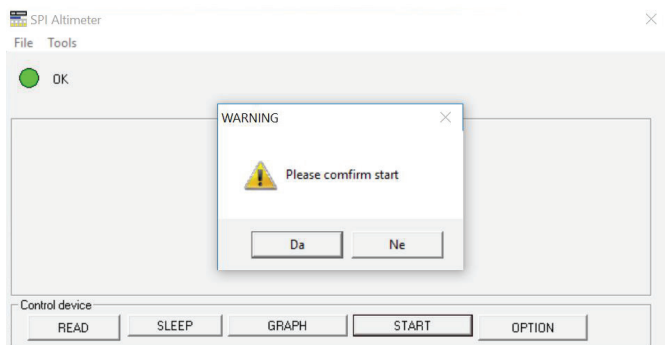 SPI Altimeter
File Tools
OK
WARNING
Please comfirm start
Da Ne
Control device
READ SLEEP GRAPH START OPTION